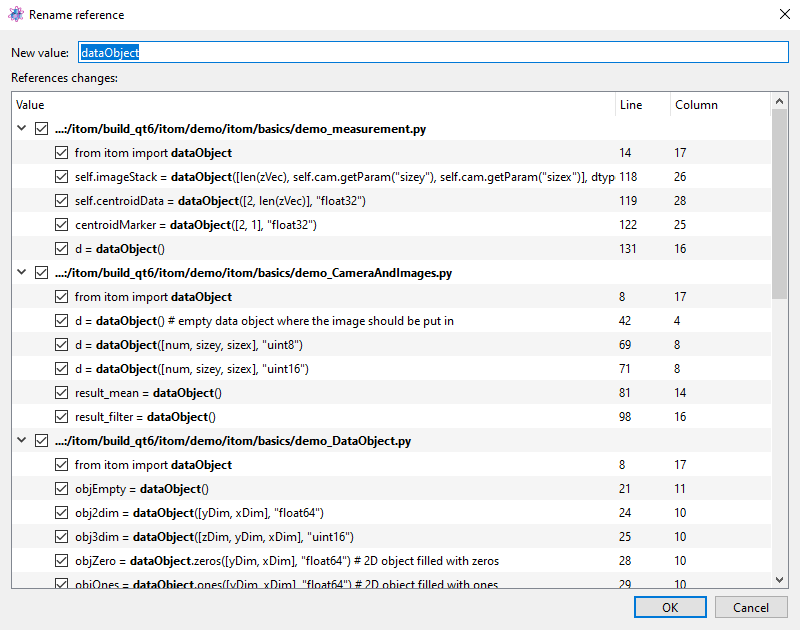 Rename reference
New value: dataObject
References changes:
Value Line Column
...:/itom/build_qt6/itom/demo/itom/basics/demo_measurement.py
from itom import dataObject 14 17
self.imageStack = dataObject([len(zVec), self.cam.getParam("sizey"), self.cam.getParam("sizex")], dtyp 118 26
self.centroidData = dataObject([2, len(zVec)], "float32") 119 28
centroidMarker = dataObject([2, 1], "float32") 122 25
d = dataObject() 131 16
...:/itom/build_qt6/itom/demo/itom/basics/demo_CameraAndImages.py
from itom import dataObject 8 17
d = dataObject() # empty data object where the image should be put in 42 4
d = dataObject([num, sizey, sizex], "uint8") 69 8
d = dataObject([num, sizey, sizex], "uint16") 71 8
result_mean = dataObject() 81 14
result_filter = dataObject() 98 16
...:/itom/build_qt6/itom/demo/itom/basics/demo_DataObject.py
from itom import dataObject 8 17
objEmpty = dataObject() 21 11
obj2dim = dataObject([yDim, xDim], "float64") 24 10
obj3dim = dataObject([zDim, yDim, xDim], "uint16") 25 10
objZero = dataObject.zeros([yDim, xDim], "float64") # 2D object filled with zeros 28 10
objOnes = dataObject.ones([yDim, xDim], "float64") # 2D object filled with ones 29 10
OK Cancel